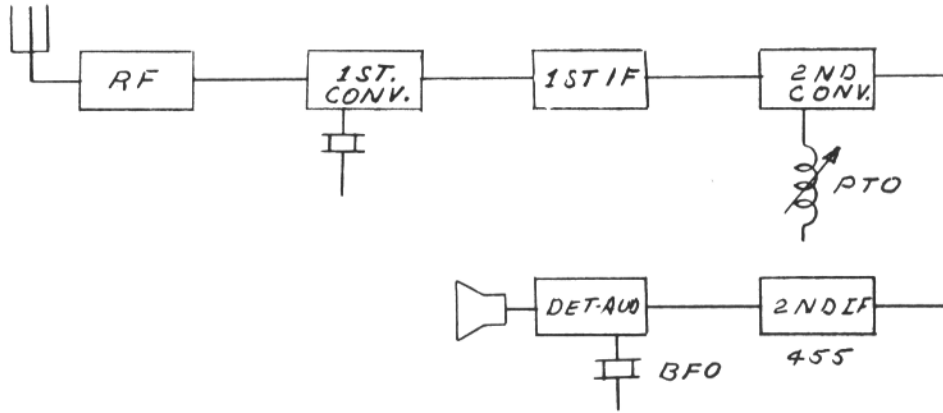 RF
1ST.
CONV.
1ST IF
2ND
CONV.
PTO
DET-AUD
2ND IF
455
BFO